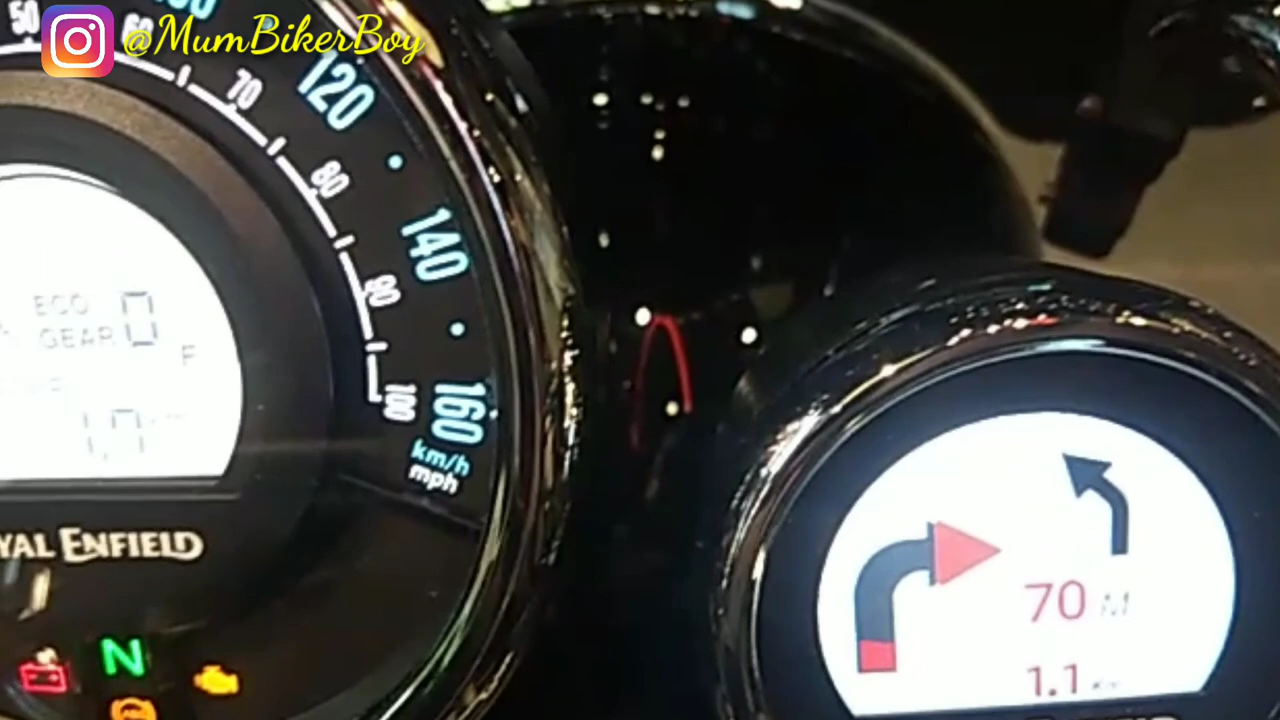 @MumBikerBoy
50
60
70
80
90
100
120
140
160
km/h
mph
ECO
GEAR 0
F
YAL ENFIELD
N
70 M
1.1 Km